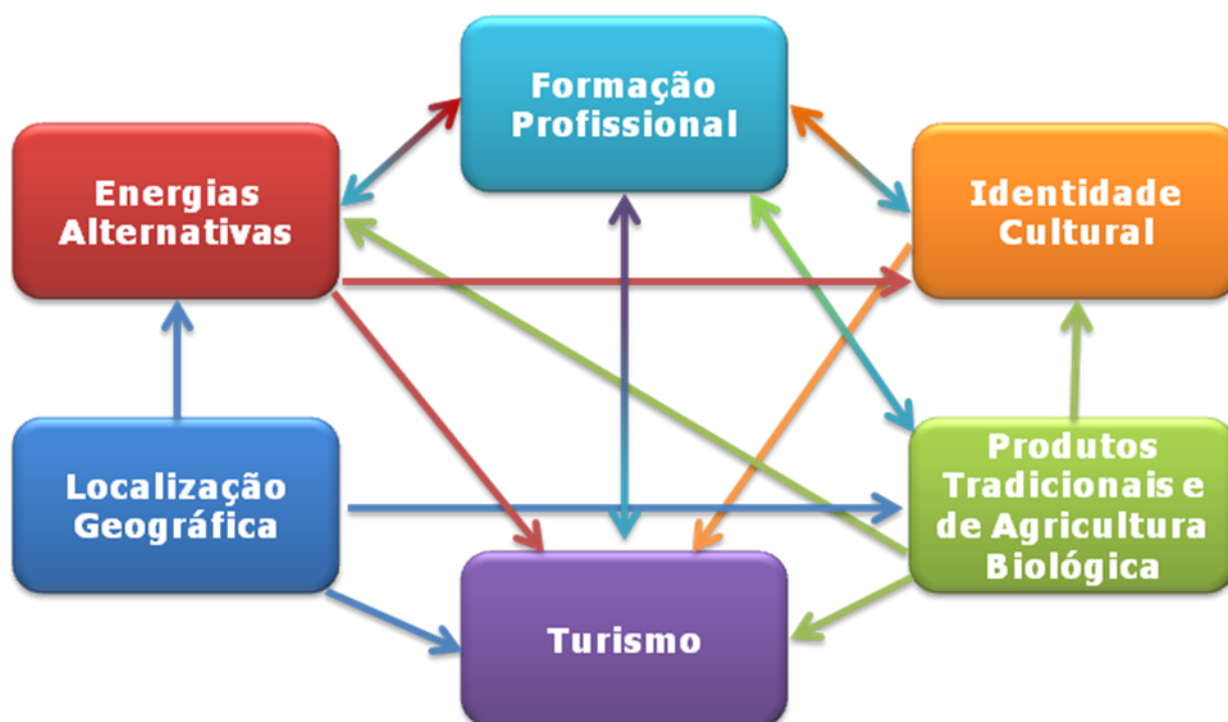 Formação
Profissional
Energias
Alternativas
Identidade
Cultural
Localização
Geográfica
Produtos
Tradicionais e
de Agricultura
Biológica
Turismo